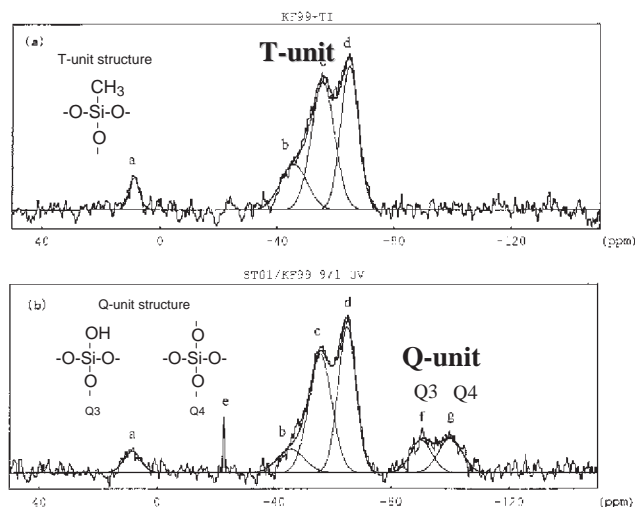 KF99-TI
(a)
T-unit structure
T-unit
CH3
-O-Si-O-
O
a
b
c
d
40 0 -40 -80 -120 (ppm)
ST01/KF99 9/1 UV
(b)
Q-unit structure
OH
-O-Si-O-
O
Q3
O
-O-Si-O-
O
Q4
a
e
b
c
d
Q-unit
Q3 Q4
f g
40 0 -40 -80 -120 (ppm)